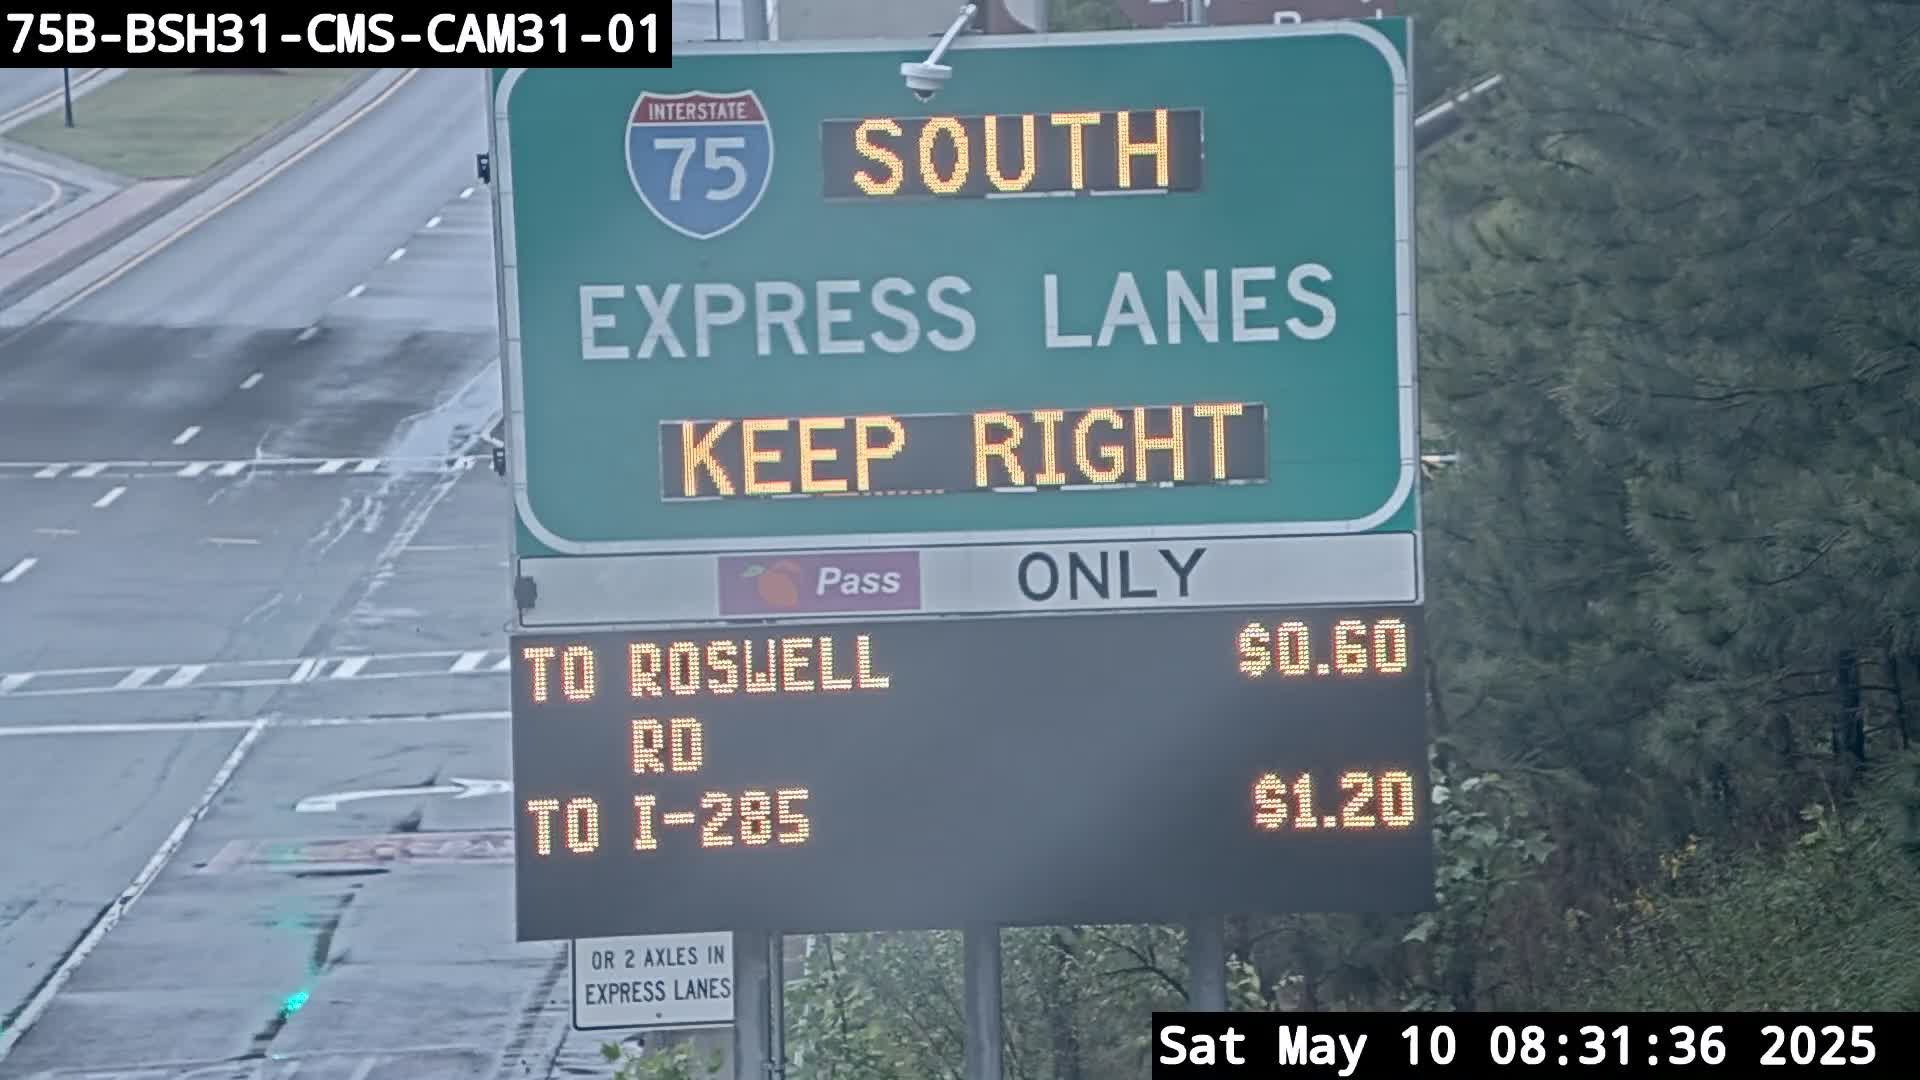 75B-BSH31-CMS-CAM31-01
INTERSTATE
75
SOUTH
EXPRESS LANES
KEEP RIGHT
Pass ONLY
TO ROSWELL $0.60
RD
TO I-285 $1.20
OR 2 AXLES IN
EXPRESS LANES
Sat May 10 08:31:36 2025